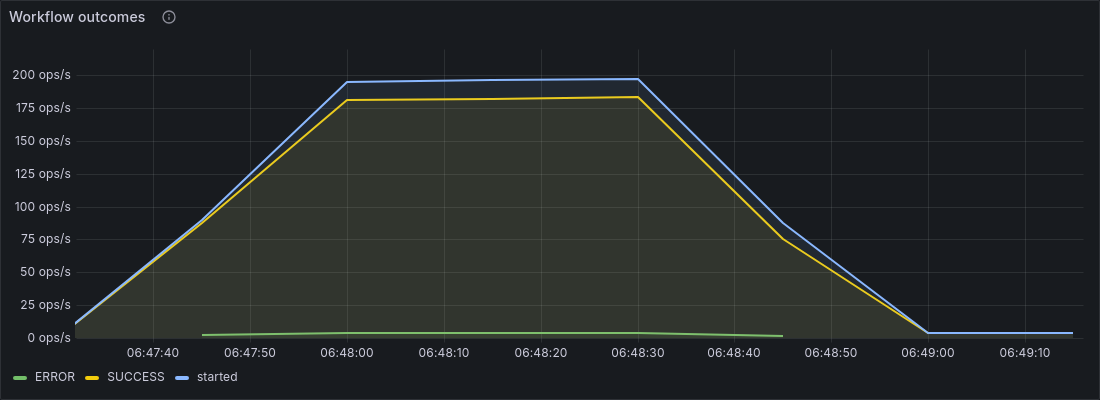 Workflow outcomes
200 ops/s
175 ops/s
150 ops/s
125 ops/s
100 ops/s
75 ops/s
50 ops/s
25 ops/s
0 ops/s
06:47:40 06:47:50 06:48:00 06:48:10 06:48:20 06:48:30 06:48:40 06:48:50 06:49:00 06:49:10
ERROR SUCCESS started